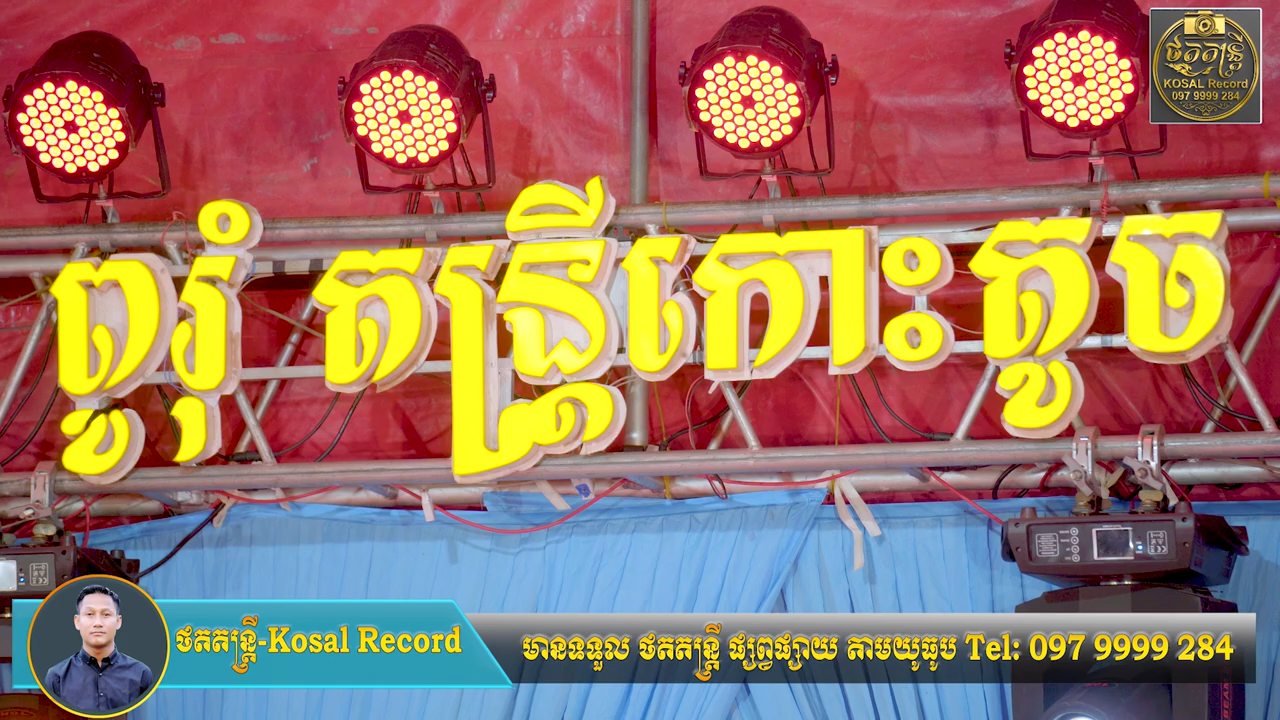 ថតតន្ត្រី
KOSAL Record
097 9999 284
ពូរុំ តន្ត្រីកោះតូច
ថតតន្ត្រី-Kosal Record
មានទទួល ថតតន្ត្រី ផ្សព្វផ្សាយ តាមយូធូប Tel: 097 9999 284